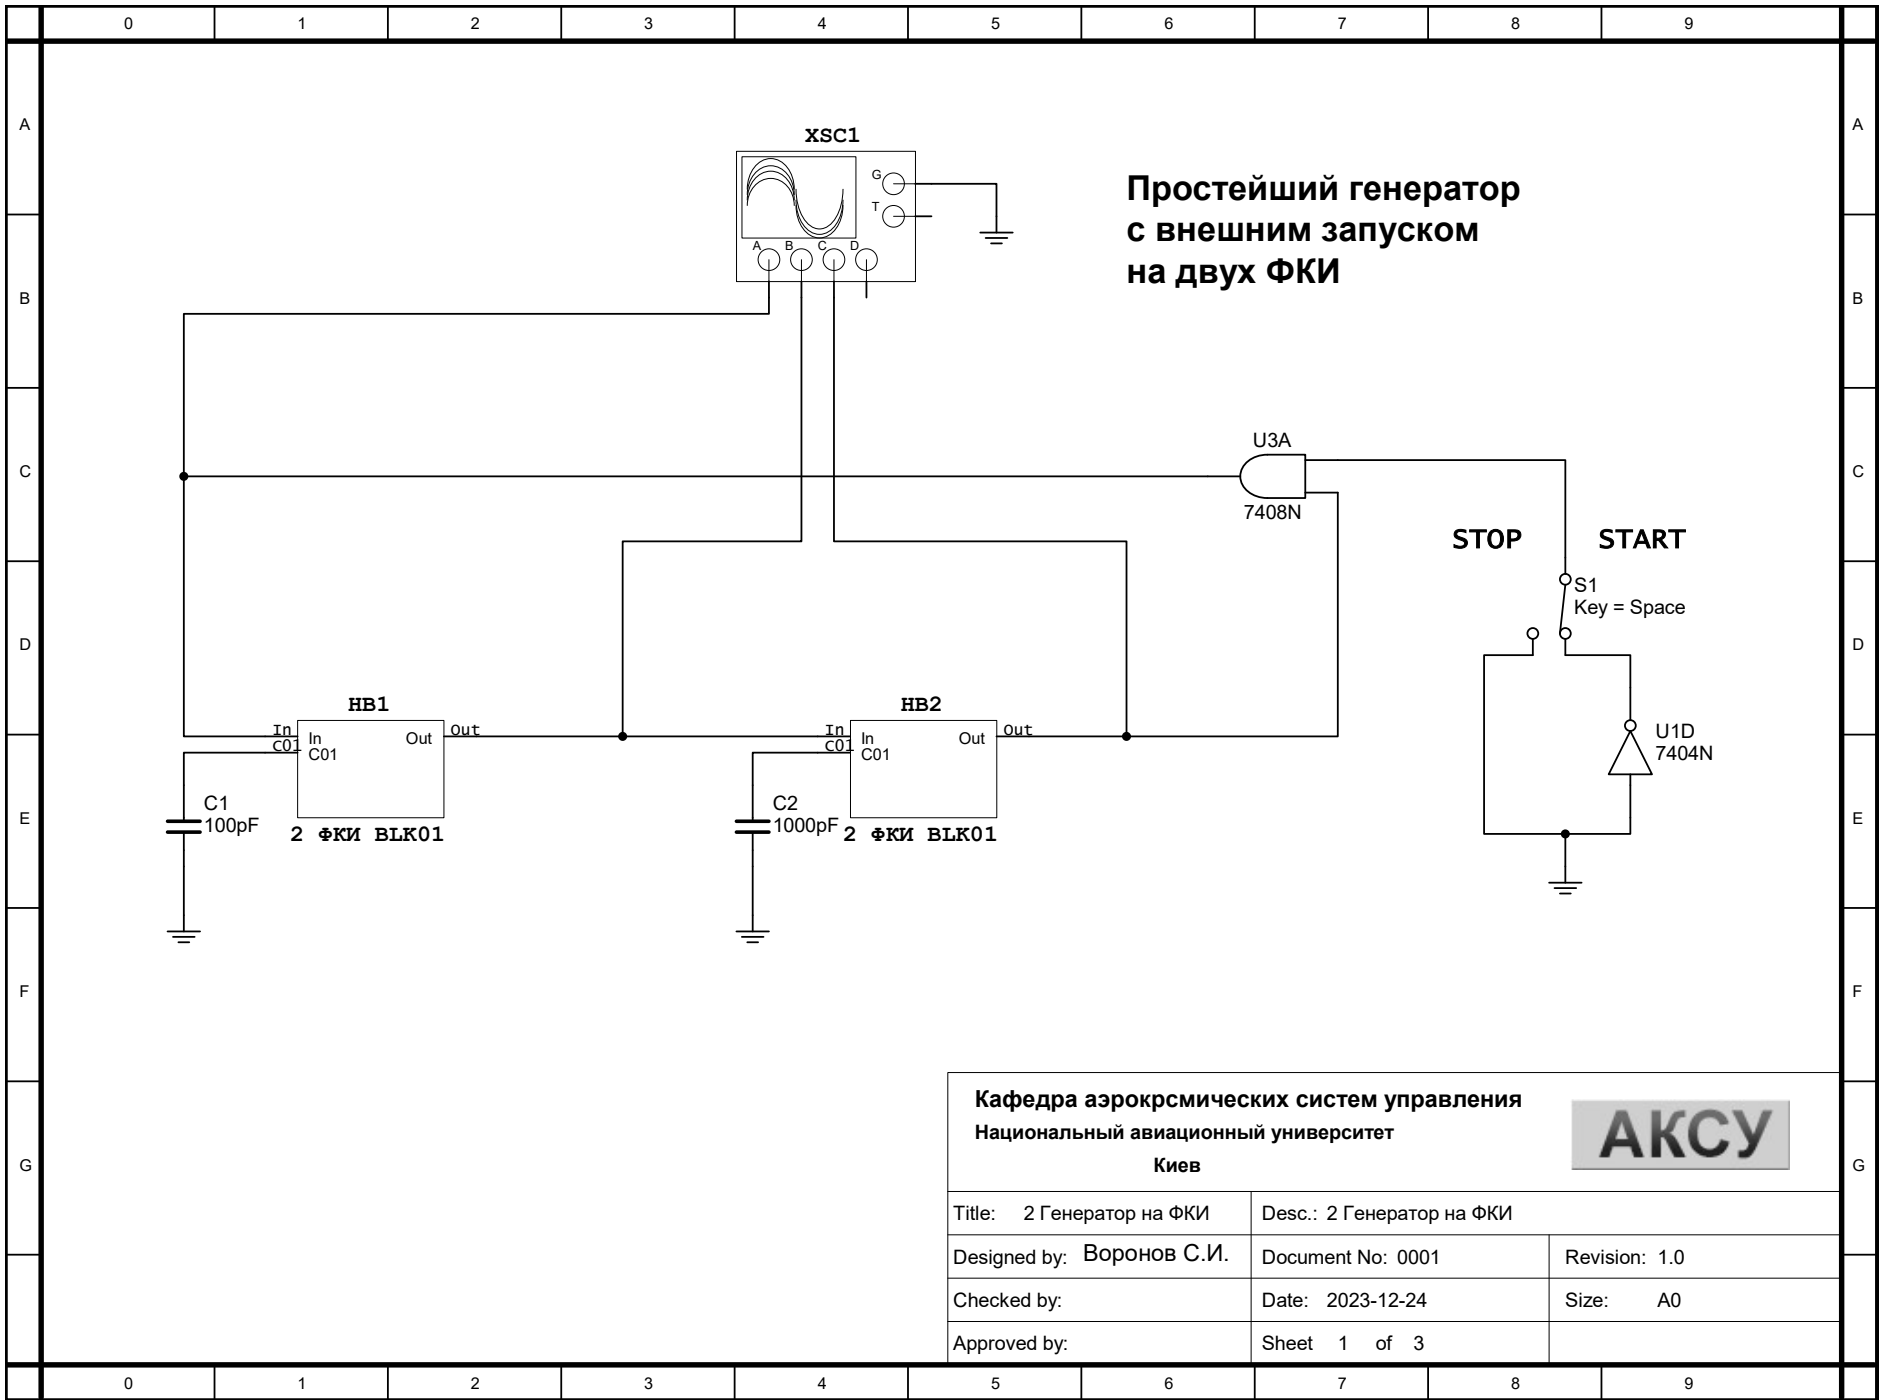 0 1 2 3 4 5 6 7 8 9
A A
XSC1
G
T
A B C D
Простейший генератор
с внешним запуском
на двух ФКИ
B B
U3A
C C
7408N
STOP START
S1
Key = Space
D D
HB1 HB2
In In Out Out In In Out Out
C01 C01 C01 C01
U1D
7404N
C1
100pF
C2
1000pF
E E
2 ФКИ BLK01 2 ФКИ BLK01
F F
Кафедра аэрокрсмических систем управления
Национальный авиационный университет
Киев
АКСУ
G G
Title: 2 Генератор на ФКИ Desc.: 2 Генератор на ФКИ
Designed by: Воронов С.И. Document No: 0001 Revision: 1.0
Checked by: Date: 2023-12-24 Size: A0
Approved by: Sheet 1 of 3
0 1 2 3 4 5 6 7 8 9